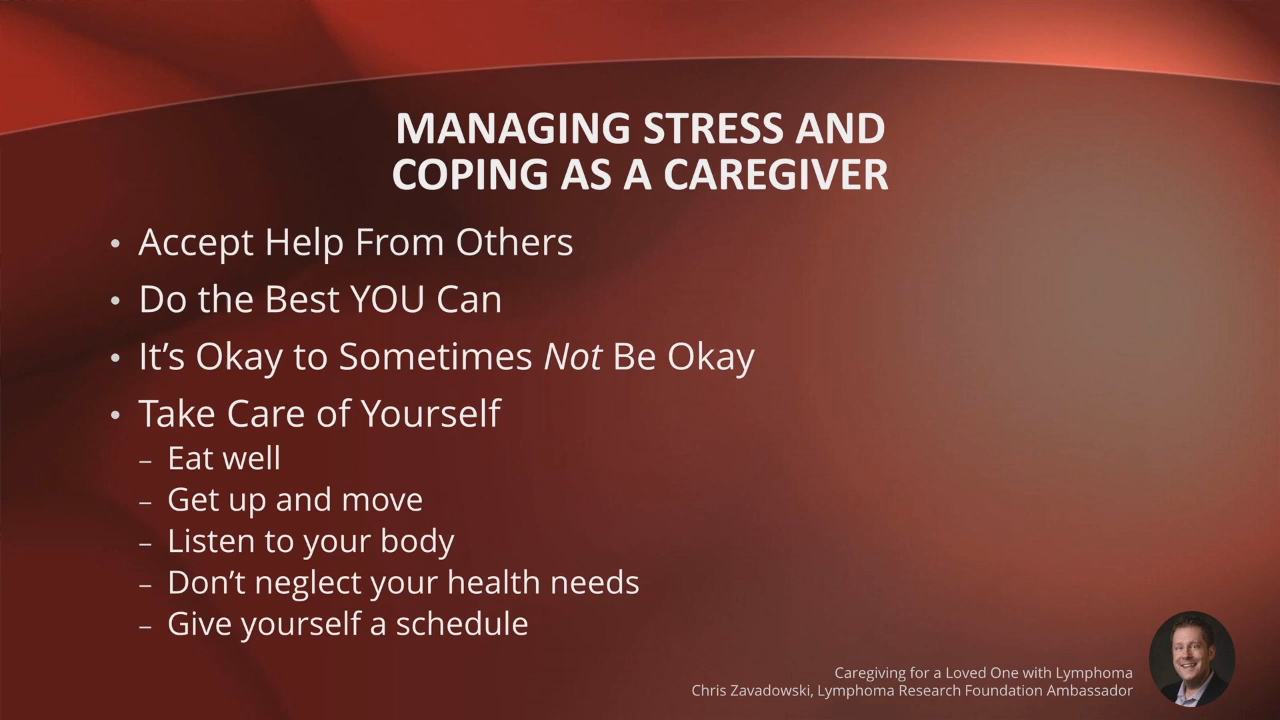 MANAGING STRESS AND
COPING AS A CAREGIVER
• Accept Help From Others
• Do the Best YOU Can
• It’s Okay to Sometimes Not Be Okay
• Take Care of Yourself
– Eat well
– Get up and move
– Listen to your body
– Don’t neglect your health needs
– Give yourself a schedule
Caregiving for a Loved One with Lymphoma
Chris Zavadowski, Lymphoma Research Foundation Ambassador